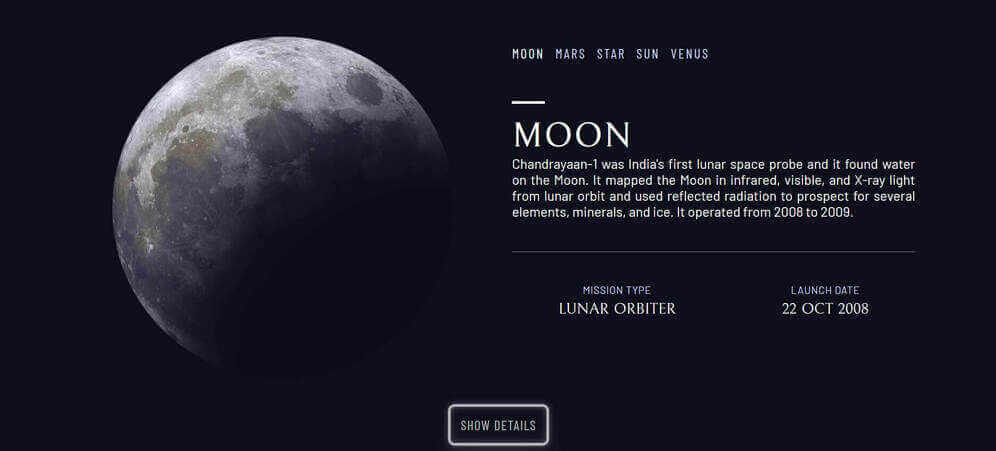 MOON MARS STAR SUN VENUS
MOON
Chandrayaan-1 was India's first lunar space probe and it found water
on the Moon. It mapped the Moon in infrared, visible, and X-ray light
from lunar orbit and used reflected radiation to prospect for several
elements, minerals, and ice. It operated from 2008 to 2009.
MISSION TYPE LAUNCH DATE
LUNAR ORBITER 22 OCT 2008
SHOW DETAILS